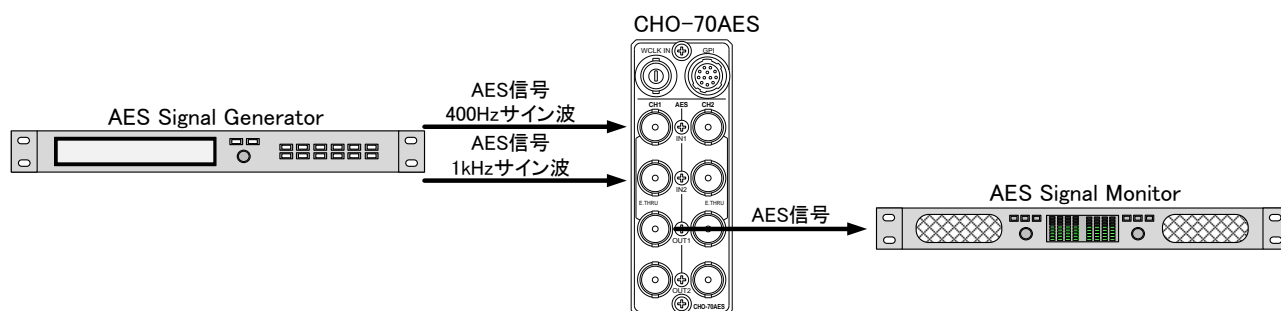 CHO-70AES
WCLK IN
GPI
AES信号
400Hzサイン波
AES Signal Generator
CH1
AES
CH2
IN1
AES信号
1kHzサイン波
IN2
AES Signal Monitor
E.THRU
E.THRU
AES信号
OUT1
OUT2
CHO-70AES